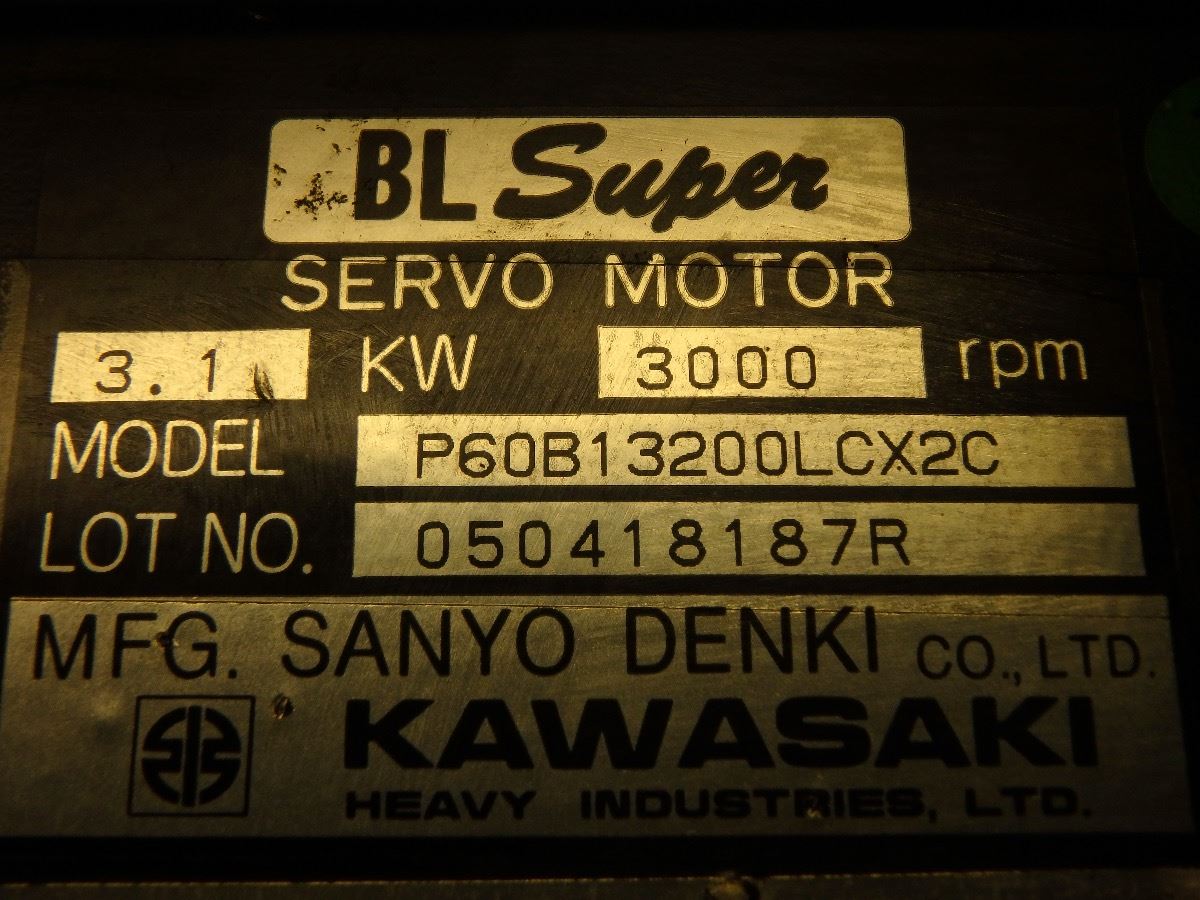 BL Super
SERVO MOTOR
3.1 KW 3000 rpm
MODEL P60B13200LCX2C
LOT NO. 050418187R
MFG. SANYO DENKI CO., LTD.
KAWASAKI
HEAVY INDUSTRIES, LTD.